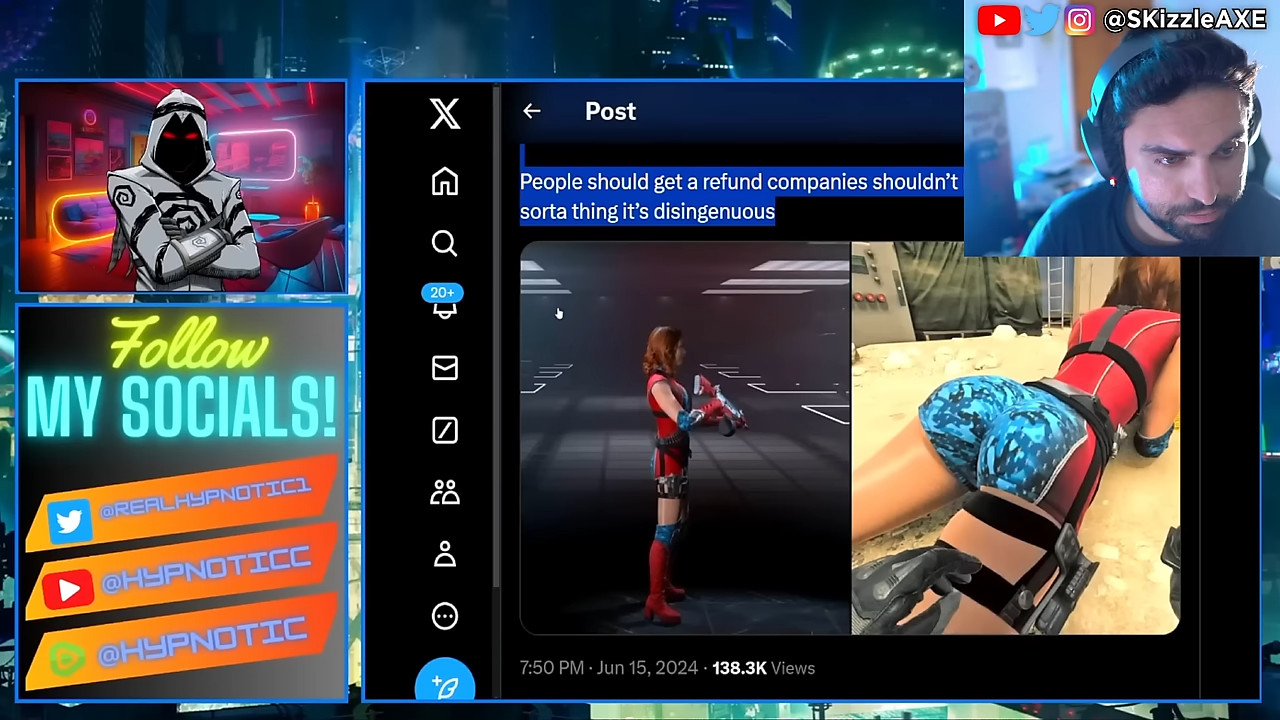 @SKizzleAXE
Post
People should get a refund companies shouldn't
sorta thing it's disingenuous
20+
Follow
MY SOCIALS!
@REALHYPNOTIC1
@HYPNOTICC
@HYPNOTIC
7:50 PM · Jun 15, 2024 · 138.3K Views